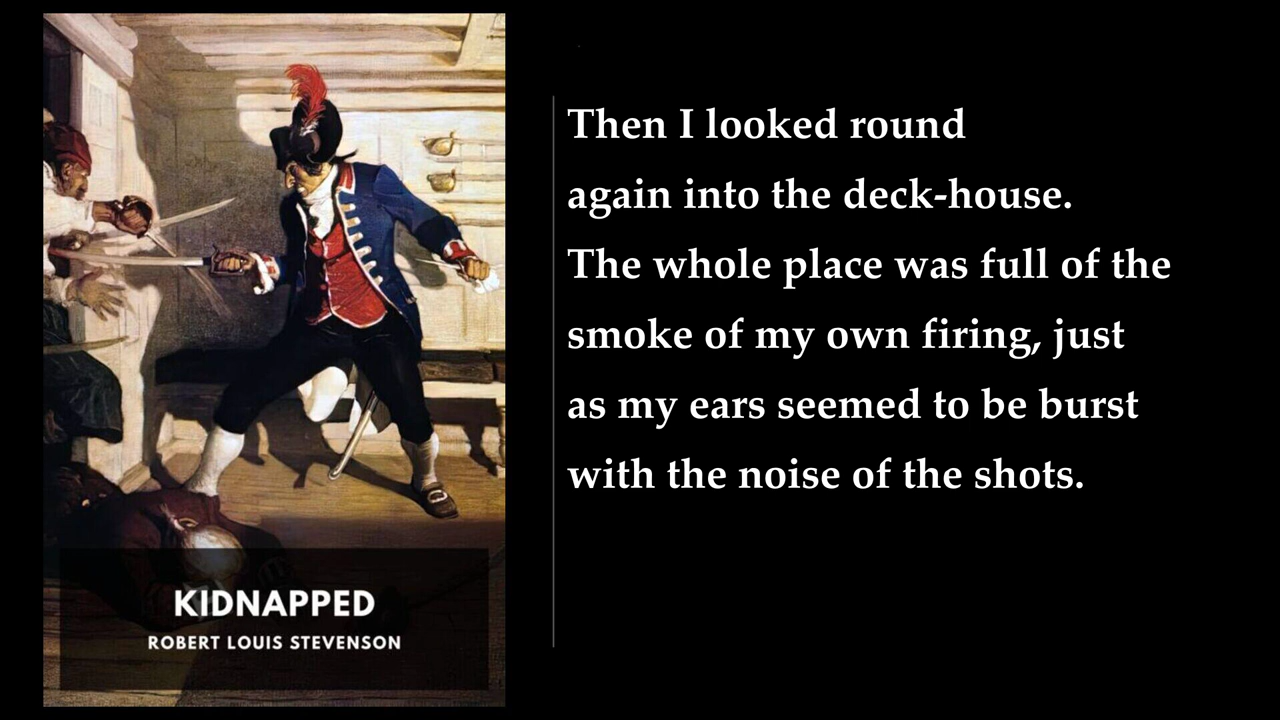 KIDNAPPED
ROBERT LOUIS STEVENSON
Then I looked round
again into the deck-house.
The whole place was full of the
smoke of my own firing, just
as my ears seemed to be burst
with the noise of the shots.